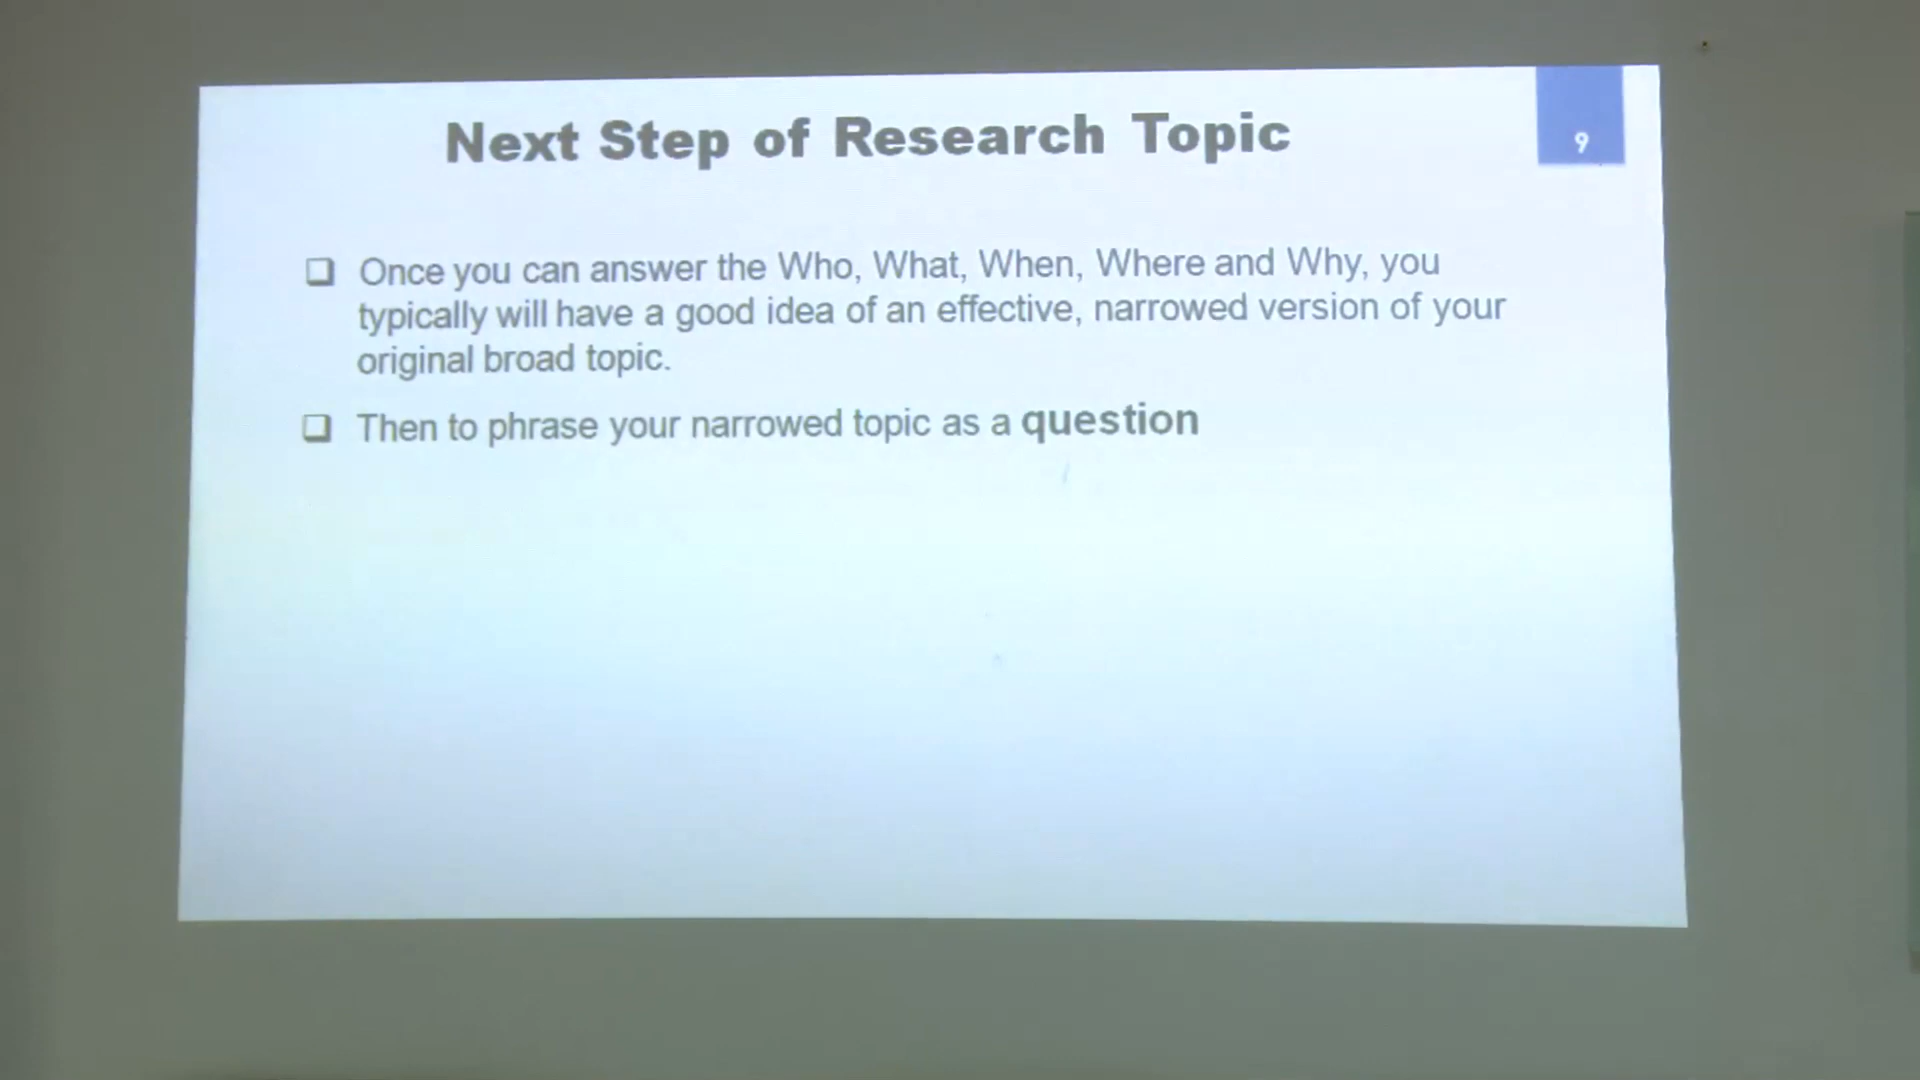 Next Step of Research Topic
9
❑ Once you can answer the Who, What, When, Where and Why, you
typically will have a good idea of an effective, narrowed version of your
original broad topic.
❑ Then to phrase your narrowed topic as a question